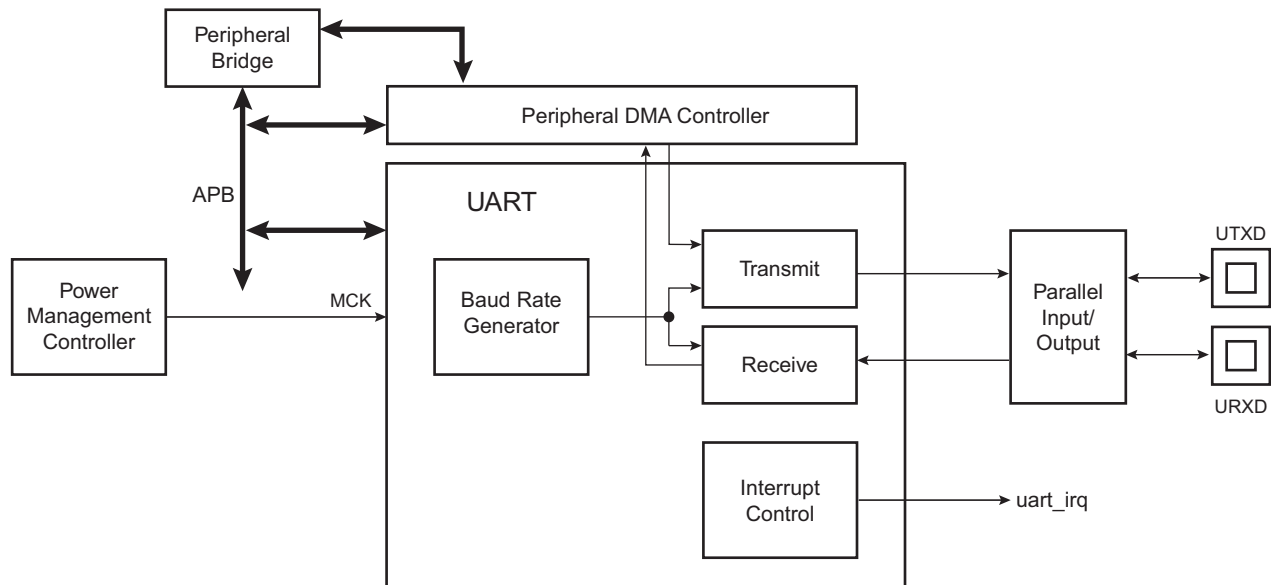 Peripheral
Bridge
Peripheral DMA Controller
APB
UART
Power
Management
Controller
MCK
Baud Rate
Generator
Transmit
Receive
Parallel
Input/
Output
UTXD
URXD
Interrupt
Control
uart_irq